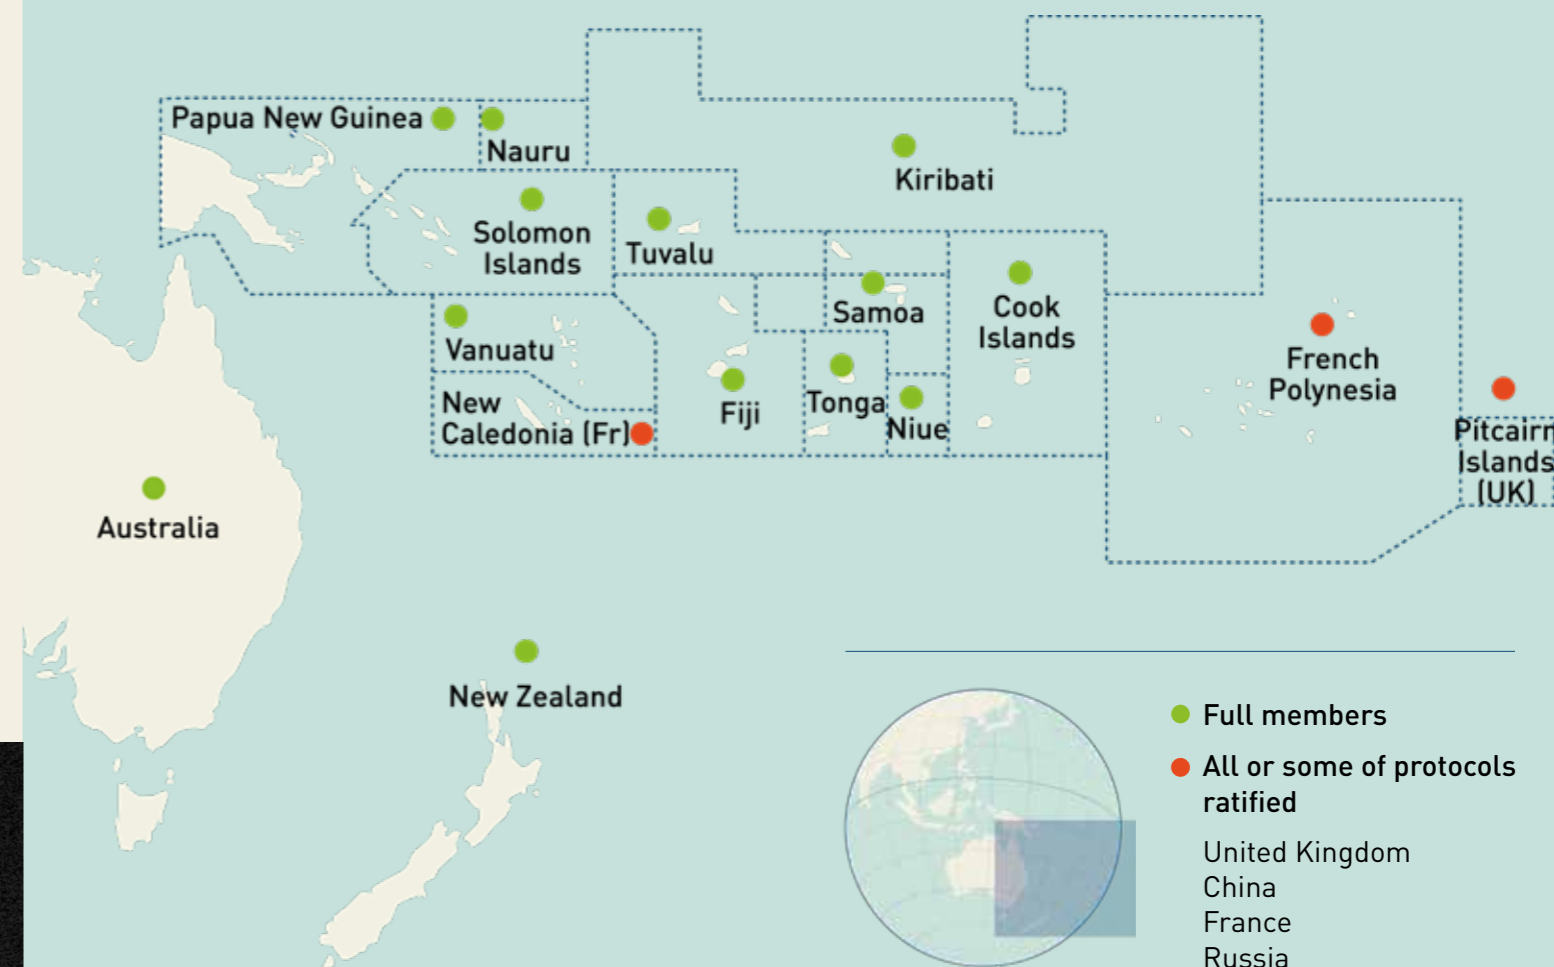 Papua New Guinea
Nauru
Kiribati
Solomon
Islands
Tuvalu
Samoa
Cook
Islands
Vanuatu
New
Caledonia (Fr)
Fiji
Tonga
Niue
French
Polynesia
Pitcairn
Islands
(UK)
Australia
New Zealand
Full members
All or some of protocols
ratified
United Kingdom
China
France
Russia